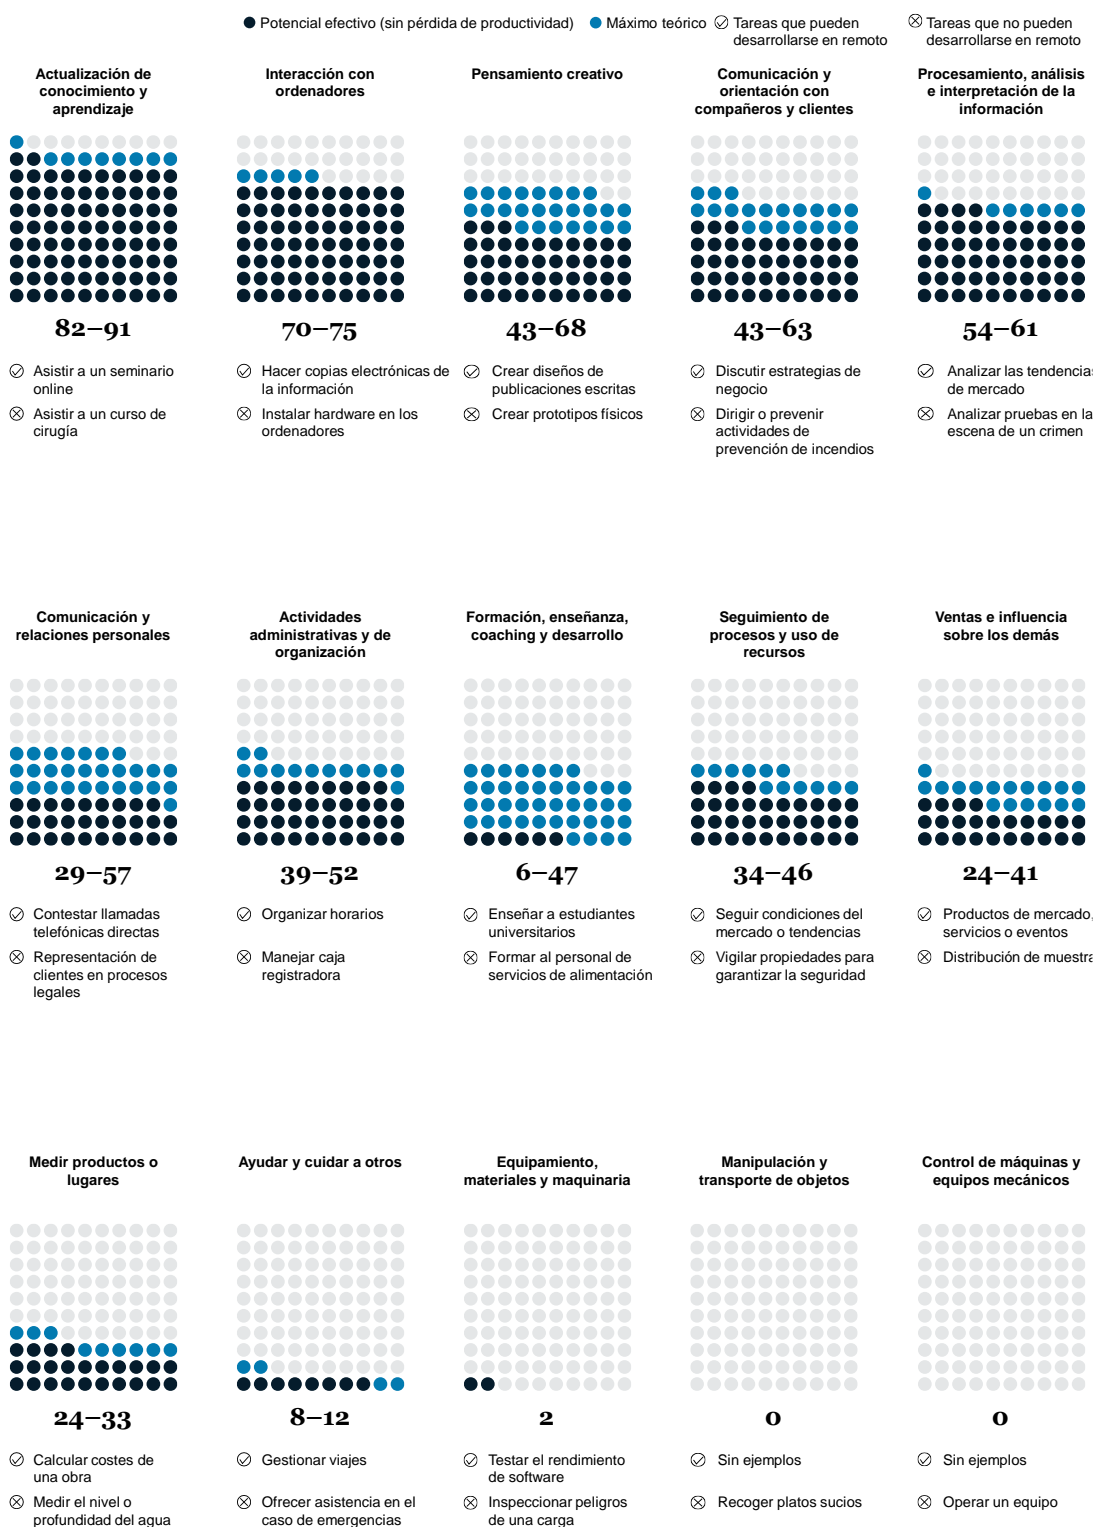 Potencial efectivo (sin pérdida de productividad)
Máximo teórico
Tareas que pueden
desarrollarse en remoto
Tareas que no pueden
desarrollarse en remoto
Actualización de
conocimiento y
aprendizaje
82–91
Asistir a un seminario
online
Asistir a un curso de
cirugía
Interacción con
ordenadores
70–75
Hacer copias electrónicas de
la información
Instalar hardware en los
ordenadores
Pensamiento creativo
43–68
Crear diseños de
publicaciones escritas
Crear prototipos físicos
Comunicación y
orientación con
compañeros y clientes
43–63
Discutir estrategias de
negocio
Dirigir o prevenir
actividades de
prevención de incendios
Procesamiento, análisis
e interpretación de la
información
54–61
Analizar las tendencias
de mercado
Analizar pruebas en la
escena de un crimen
Comunicación y
relaciones personales
29–57
Contestar llamadas
telefónicas directas
Representación de
clientes en procesos
legales
Actividades
administrativas y de
organización
39–52
Organizar horarios
Manejar caja
registradora
Formación, enseñanza,
coaching y desarrollo
6–47
Enseñar a estudiantes
universitarios
Formar al personal de
servicios de alimentación
Seguimiento de
procesos y uso de
recursos
34–46
Seguir condiciones del
mercado o tendencias
Vigilar propiedades para
garantizar la seguridad
Ventas e influencia
sobre los demás
24–41
Productos de mercado,
servicios o eventos
Distribución de muestra
Medir productos o
lugares
24–33
Calcular costes de
una obra
Medir el nivel o
profundidad del agua
Ayudar y cuidar a otros
8–12
Gestionar viajes
Ofrecer asistencia en el
caso de emergencias
Equipamiento,
materiales y maquinaria
2
Testar el rendimiento
de software
Inspeccionar peligros
de una carga
Manipulación y
transporte de objetos
0
Sin ejemplos
Recoger platos sucios
Control de máquinas y
equipos mecánicos
0
Sin ejemplos
Operar un equipo